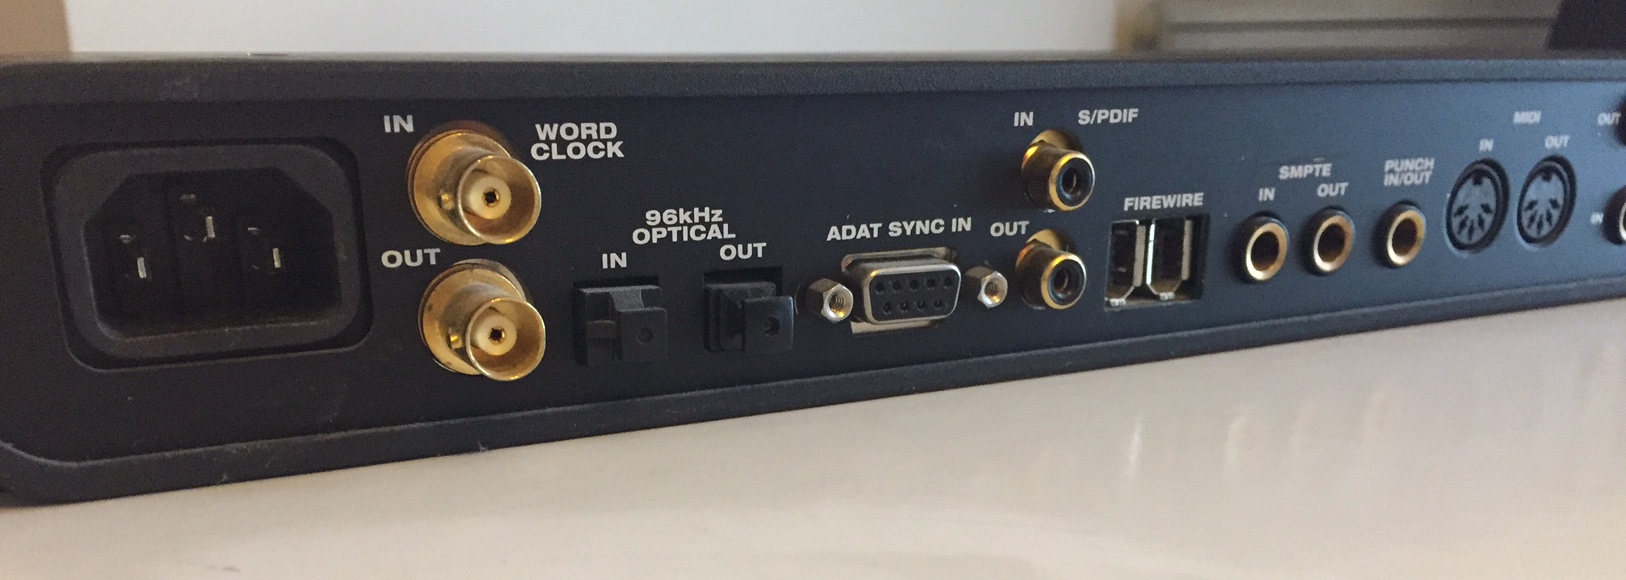 IN
WORD
CLOCK
OUT
96kHz
OPTICAL
IN
OUT
ADAT SYNC IN
IN
S/PDIF
OUT
FIREWIRE
SMPTE
IN
OUT
PUNCH
IN/OUT
MIDI
IN
OUT
OUT
IN